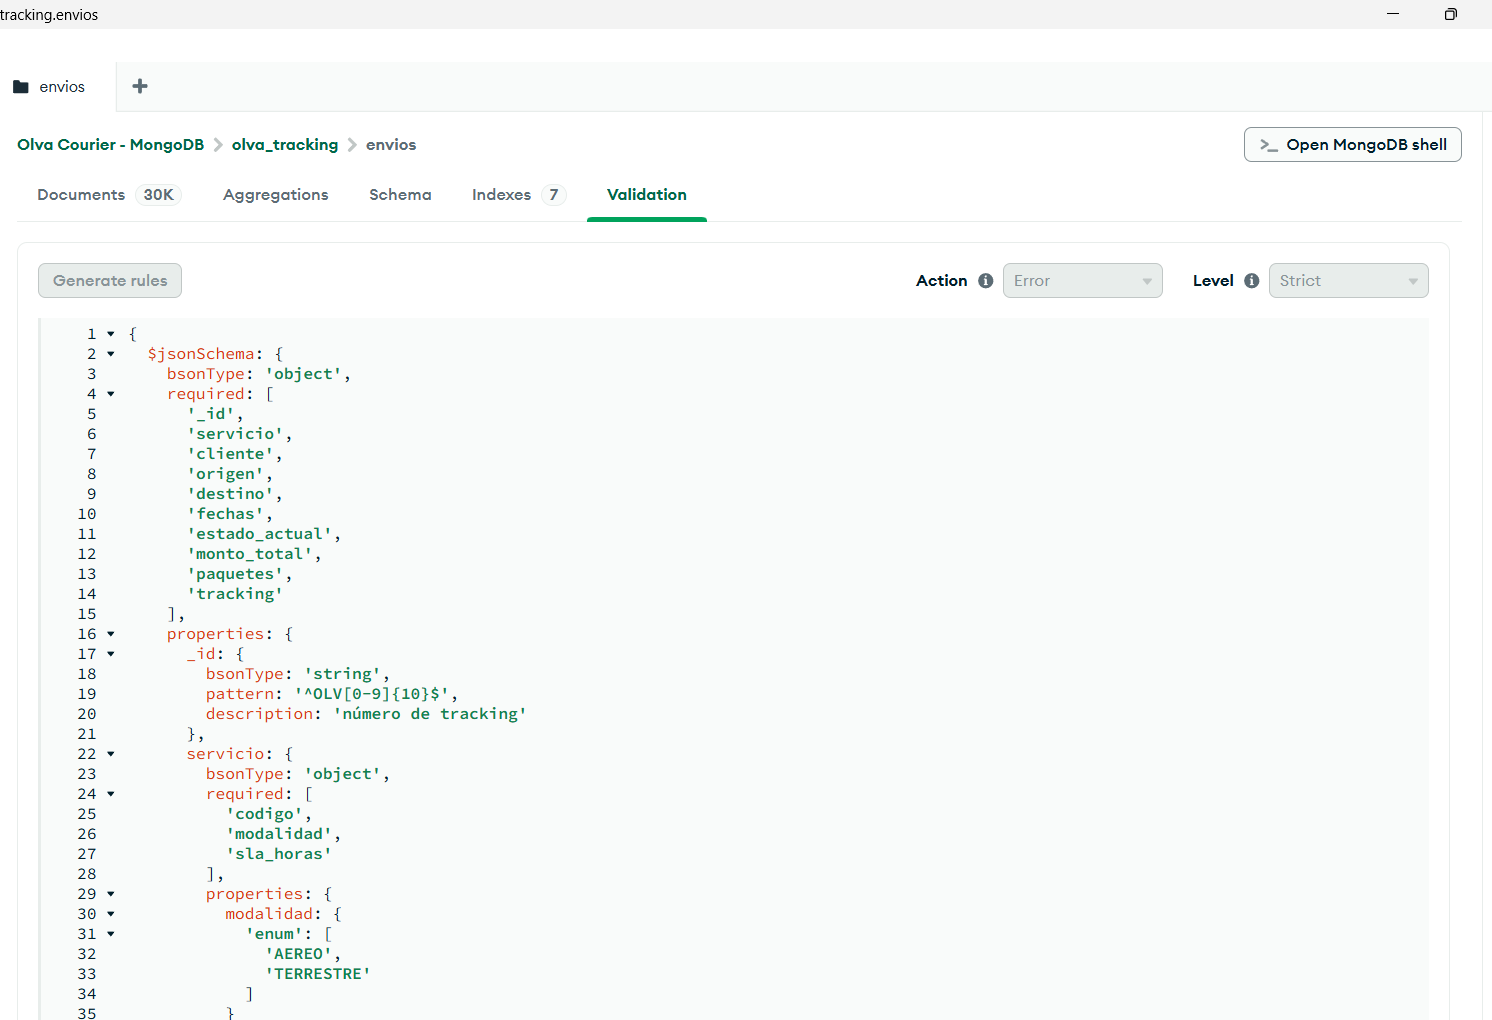 tracking.envios
envios
Olva Courier - MongoDB > olva_tracking > envios
>_ Open MongoDB shell
Documents 30K Aggregations Schema Indexes 7 Validation
Generate rules Action Error Level Strict
1 {
2 $jsonSchema: {
3 bsonType: 'object',
4 required: [
5 '_id',
6 'servicio',
7 'cliente',
8 'origen',
9 'destino',
10 'fechas',
11 'estado_actual',
12 'monto_total',
13 'paquetes',
14 'tracking'
15 ],
16 properties: {
17 _id: {
18 bsonType: 'string',
19 pattern: '^OLV[0-9]{10}$',
20 description: 'número de tracking'
21 },
22 servicio: {
23 bsonType: 'object',
24 required: [
25 'codigo',
26 'modalidad',
27 'sla_horas'
28 ],
29 properties: {
30 modalidad: {
31 'enum': [
32 'AEREO',
33 'TERRESTRE'
34 ]
35 }